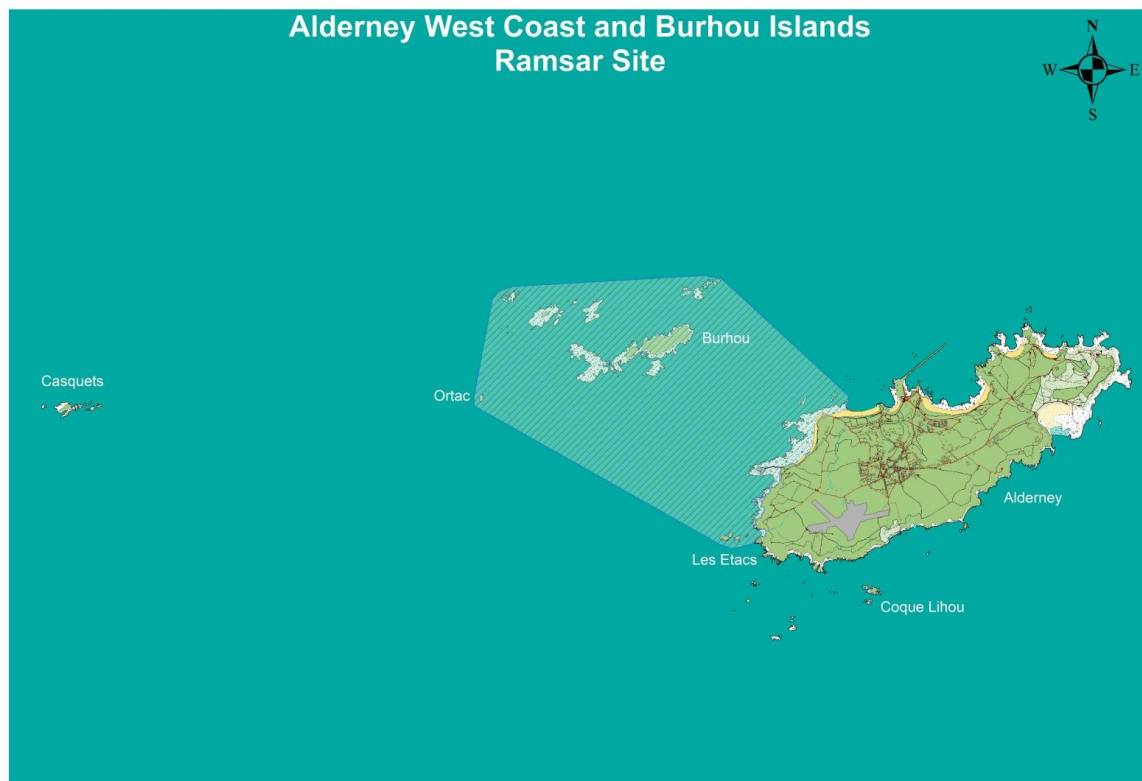 Alderney West Coast and Burhou Islands
Ramsar Site
N
W E
S
Burhou
Casquets
Ortac
Alderney
Les Etacs
Coque Lihou